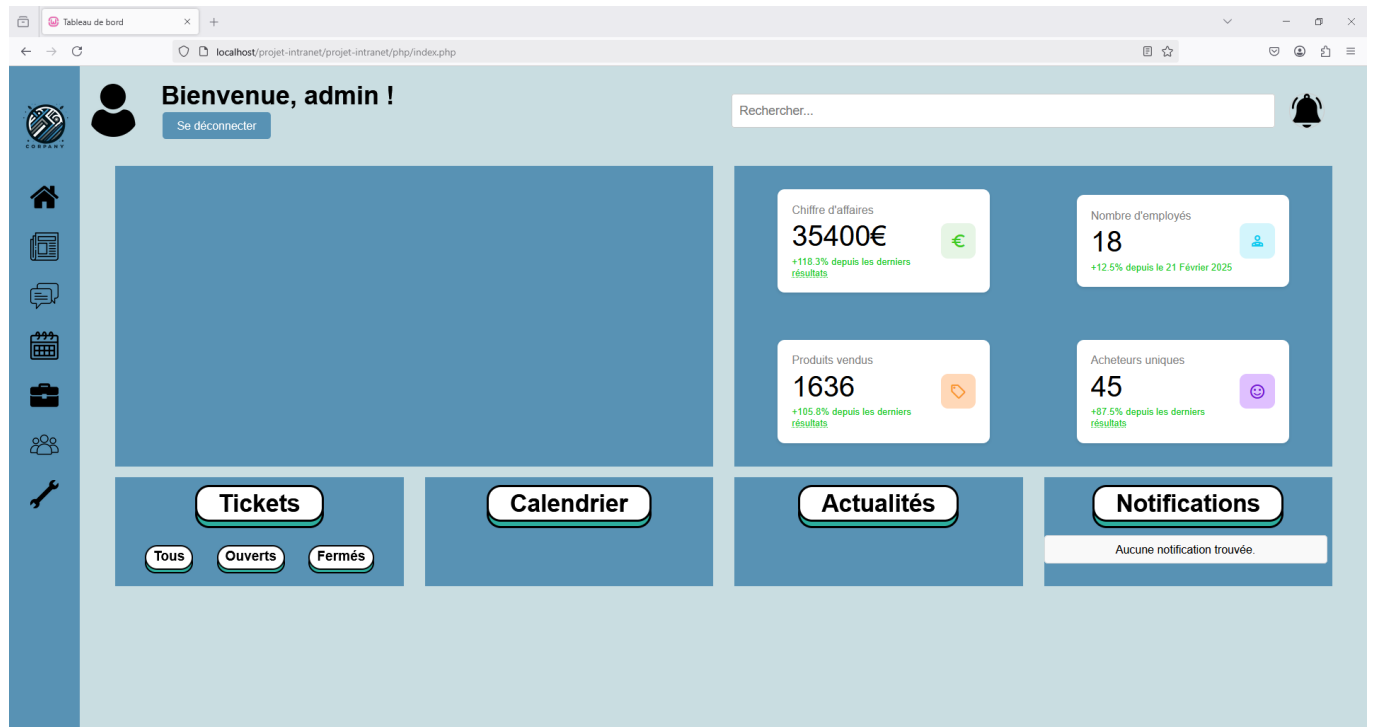 Tableau de bord
localhost/projet-intranet/projet-intranet/php/index.php
CORPANY
Bienvenue, admin !
Se déconnecter
Rechercher...
Chiffre d'affaires
35400€
+118.3% depuis les derniers
résultats
Nombre d'employés
18
+12.5% depuis le 21 Février 2025
Produits vendus
1636
+105.8% depuis les derniers
résultats
Acheteurs uniques
45
+87.5% depuis les derniers
résultats
Tickets
Tous
Ouverts
Fermés
Calendrier
Actualités
Notifications
Aucune notification trouvée.